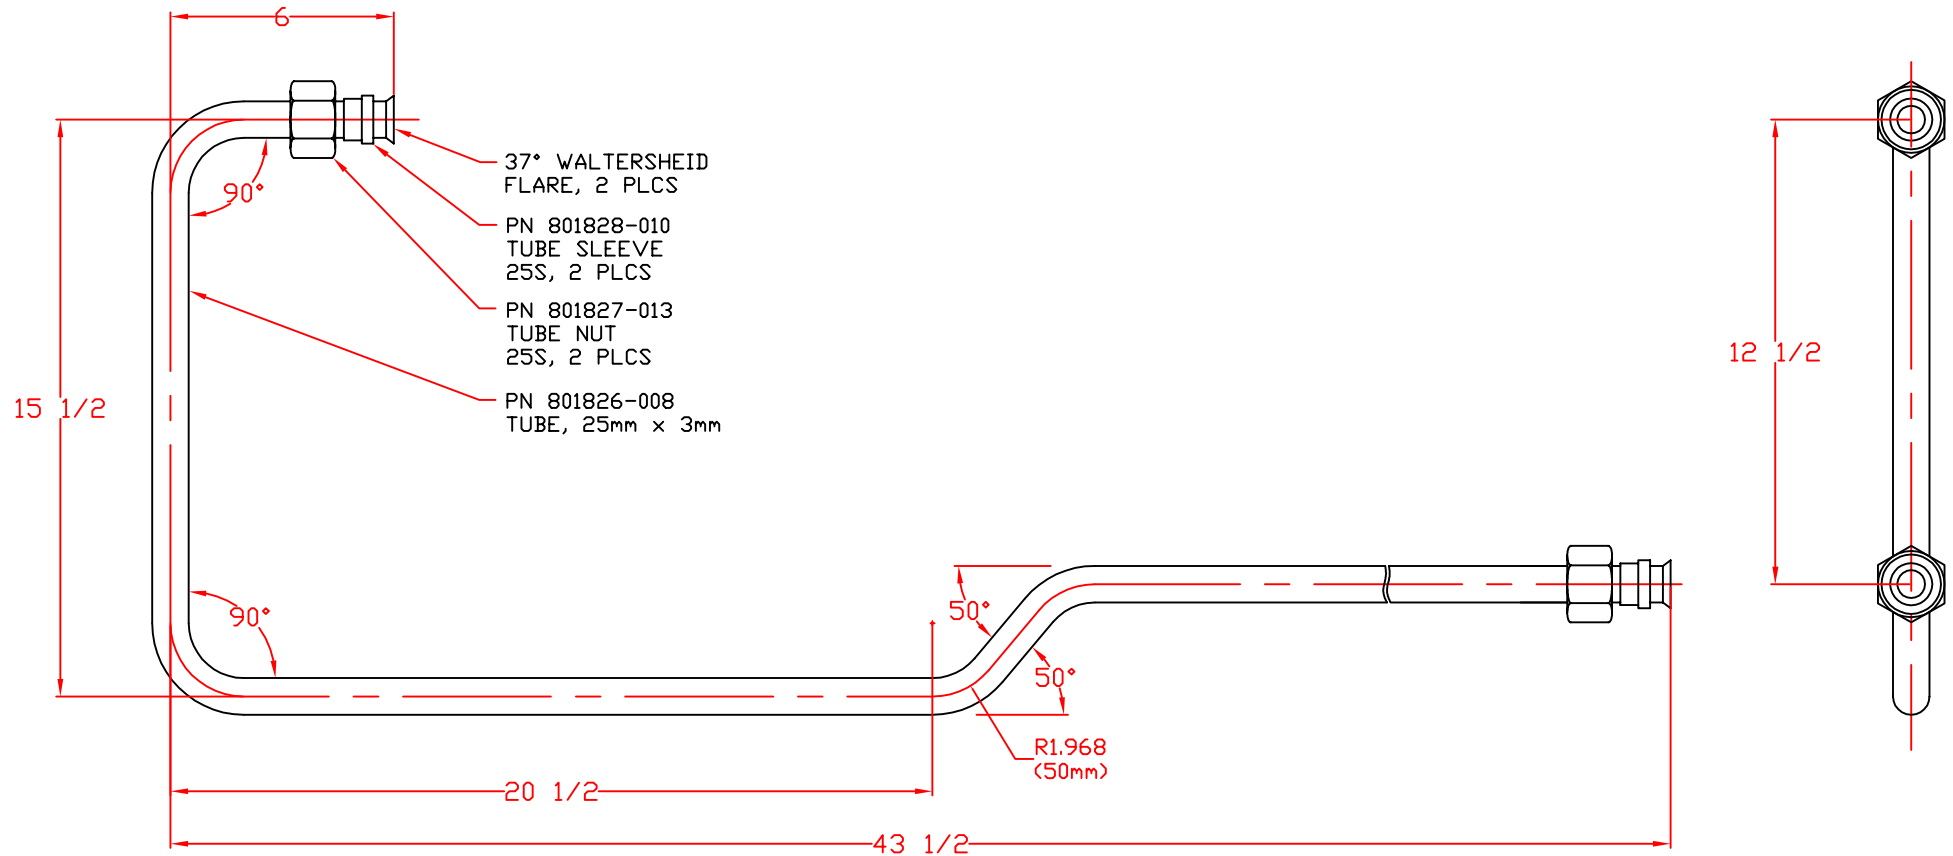 6
37° WALTERSHEID
FLARE, 2 PLCS
90°
PN 801828-010
TUBE SLEEVE
25S, 2 PLCS
PN 801827-013
TUBE NUT
25S, 2 PLCS
12 1/2
15 1/2
PN 801826-008
TUBE, 25mm x 3mm
90°
50°
50°
R1.968
(50mm)
20 1/2
43 1/2